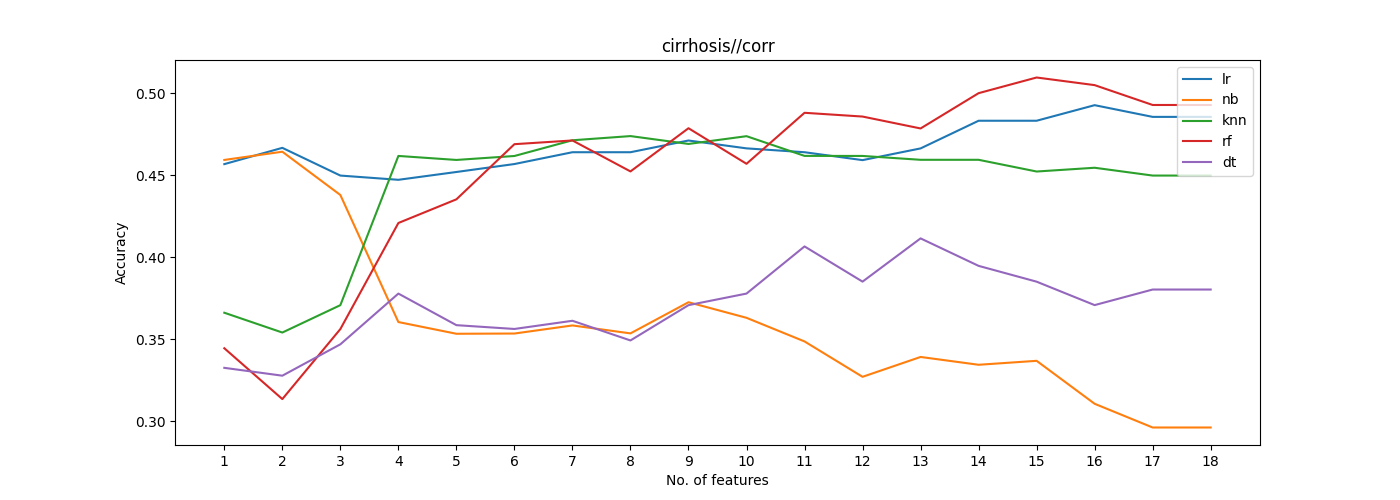 cirrhosis//corr
lr
nb
knn
rf
dt
Accuracy
0.50
0.45
0.40
0.35
0.30
1 2 3 4 5 6 7 8 9 10 11 12 13 14 15 16 17 18
No. of features